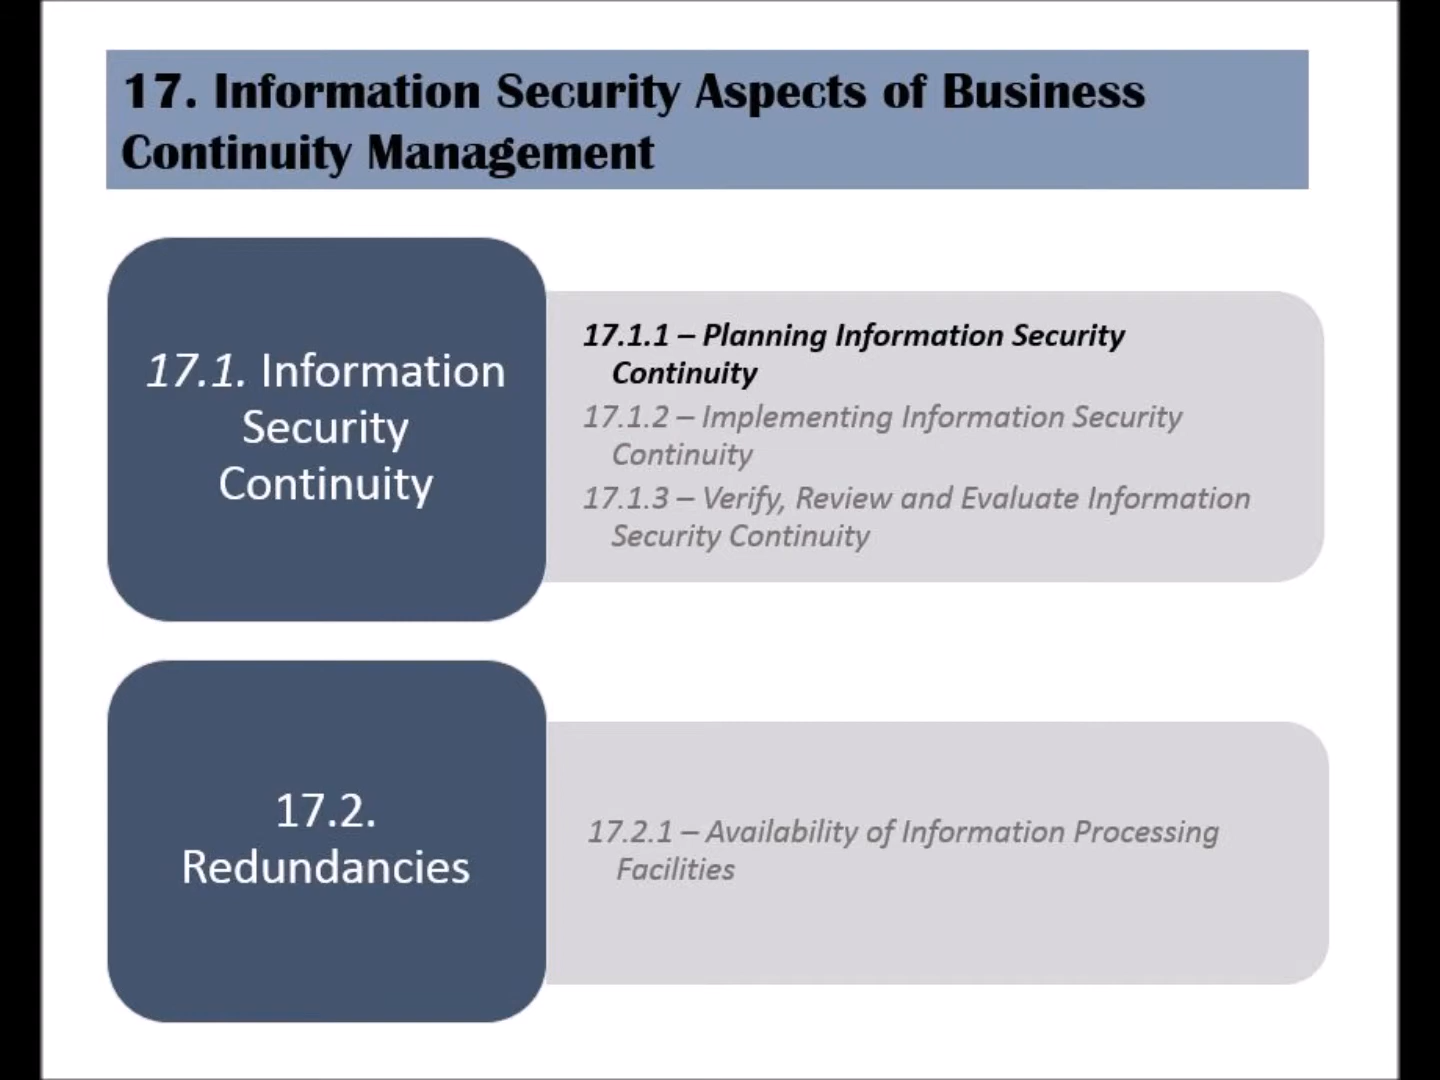 17. Information Security Aspects of Business
Continuity Management
17.1. Information
Security
Continuity
17.1.1 – Planning Information Security
Continuity
17.1.2 – Implementing Information Security
Continuity
17.1.3 – Verify, Review and Evaluate Information
Security Continuity
17.2.
Redundancies
17.2.1 – Availability of Information Processing
Facilities